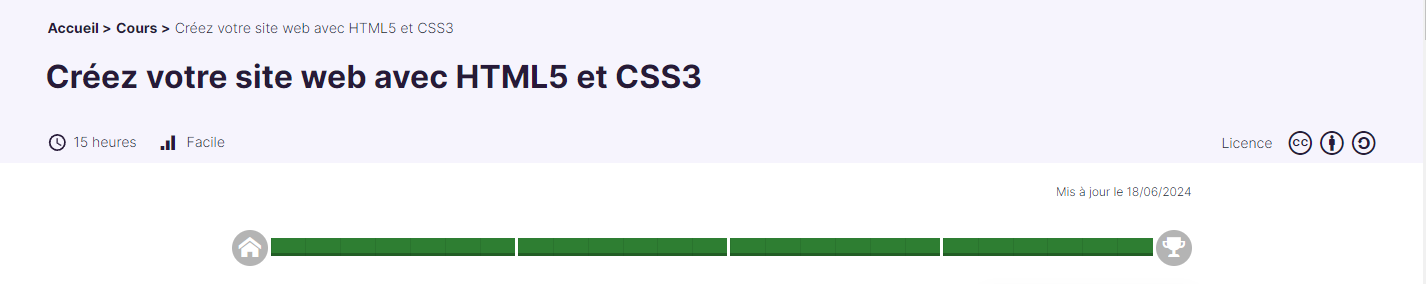 Accueil > Cours > Créez votre site web avec HTML5 et CSS3
Créez votre site web avec HTML5 et CSS3
15 heures Facile Licence CC
Mis à jour le 18/06/2024